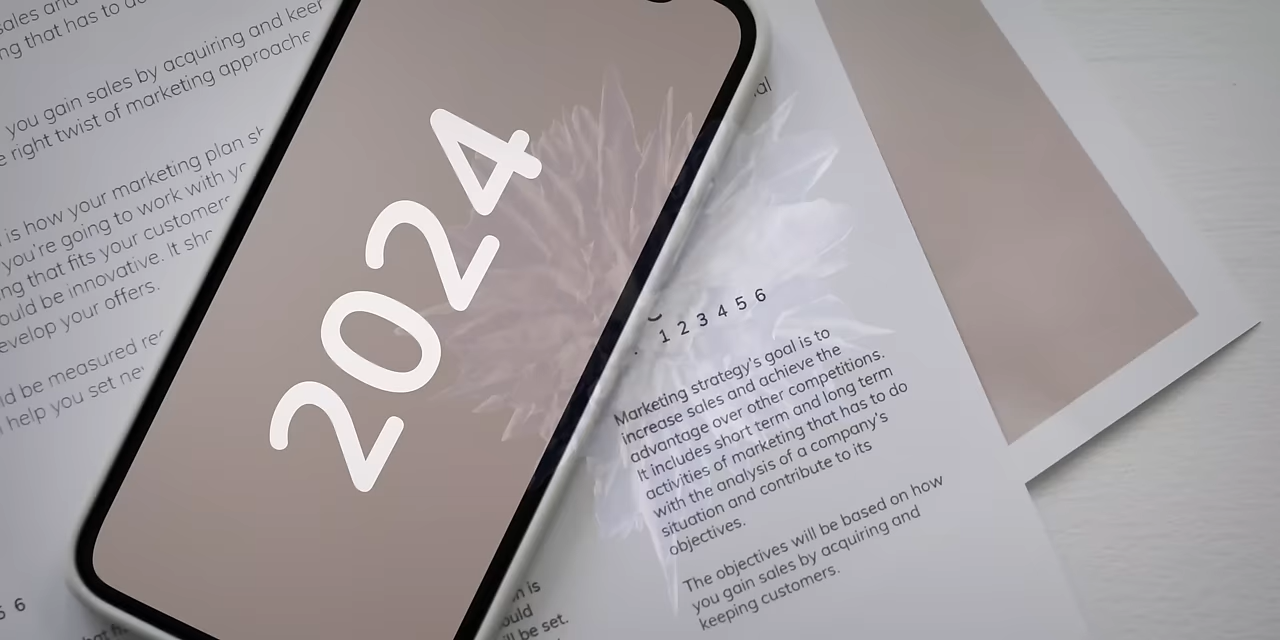 sales and
ng that has to do
you gain sales by acquiring and keep
e right twist of marketing approache
is how your marketing plan sh
you're going to work with yo
ng that fits your customers
ould be innovative. It sho
evelop your offers.
ld be measured re
help you set new
5 6
2024
al
1 2 3 4 5 6
Marketing strategy's goal is to
increase sales and achieve the
advantage over other competitions.
It includes short term and long term
activities of marketing that has to do
with the analysis of a company's
situation and contribute to its
objectives.
The objectives will be based on how
you gain sales by acquiring and
keeping customers.
n is
ould
ll be set.